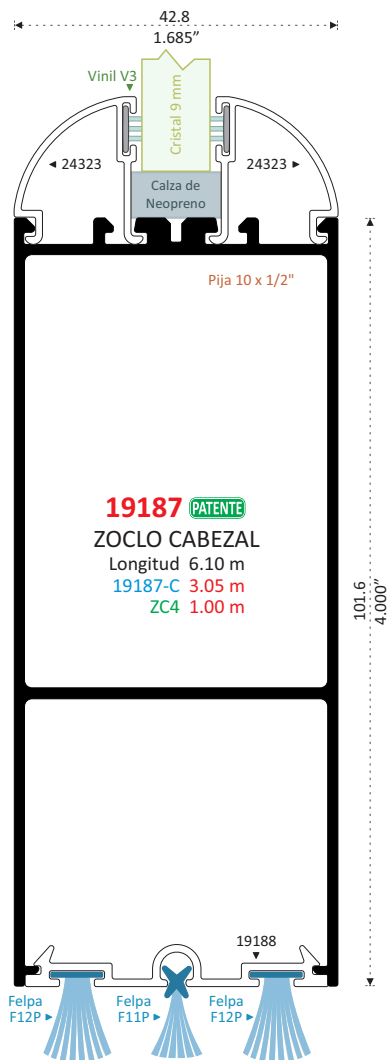 42.8
1.685”
Vinil V3
Cristal 9 mm
24323
24323
Calza de
Neopreno
Pija 10 x 1/2"
19187 PATENTE
ZOCLO CABEZAL
Longitud 6.10 m
19187-C 3.05 m
ZC4 1.00 m
101.6
4.000”
19188
Felpa
F12P
Felpa
F11P
Felpa
F12P